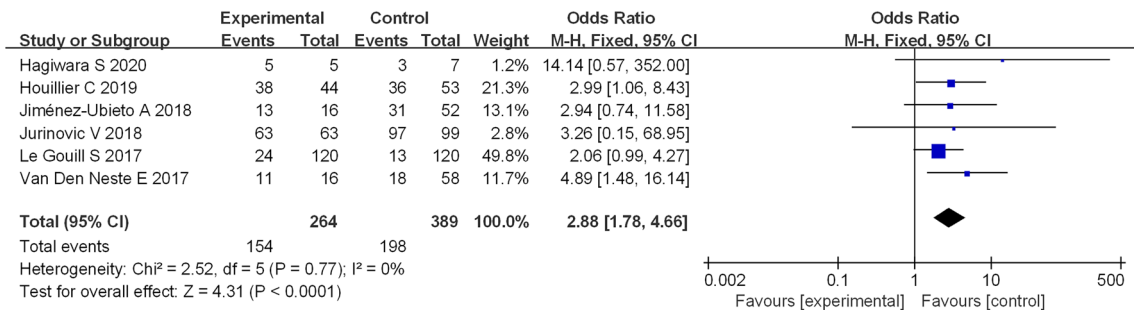 Experimental Control Odds Ratio Odds Ratio
Study or Subgroup Events Total Events Total Weight M-H, Fixed, 95% CI M-H, Fixed, 95% CI
Hagiwara S 2020 5 5 3 7 1.2% 14.14 [0.57, 352.00]
Houillier C 2019 38 44 36 53 21.3% 2.99 [1.06, 8.43]
Jiménez-Ubieto A 2018 13 16 31 52 13.1% 2.94 [0.74, 11.58]
Jurinovic V 2018 63 63 97 99 2.8% 3.26 [0.15, 68.95]
Le Gouill S 2017 24 120 13 120 49.8% 2.06 [0.99, 4.27]
Van Den Neste E 2017 11 16 18 58 11.7% 4.89 [1.48, 16.14]
Total (95% CI) 264 389 100.0% 2.88 [1.78, 4.66]
Total events 154 198
Heterogeneity: Chi² = 2.52, df = 5 (P = 0.77); I² = 0%
Test for overall effect: Z = 4.31 (P < 0.0001)
0.002 0.1 1 10 500
Favours [experimental] Favours [control]